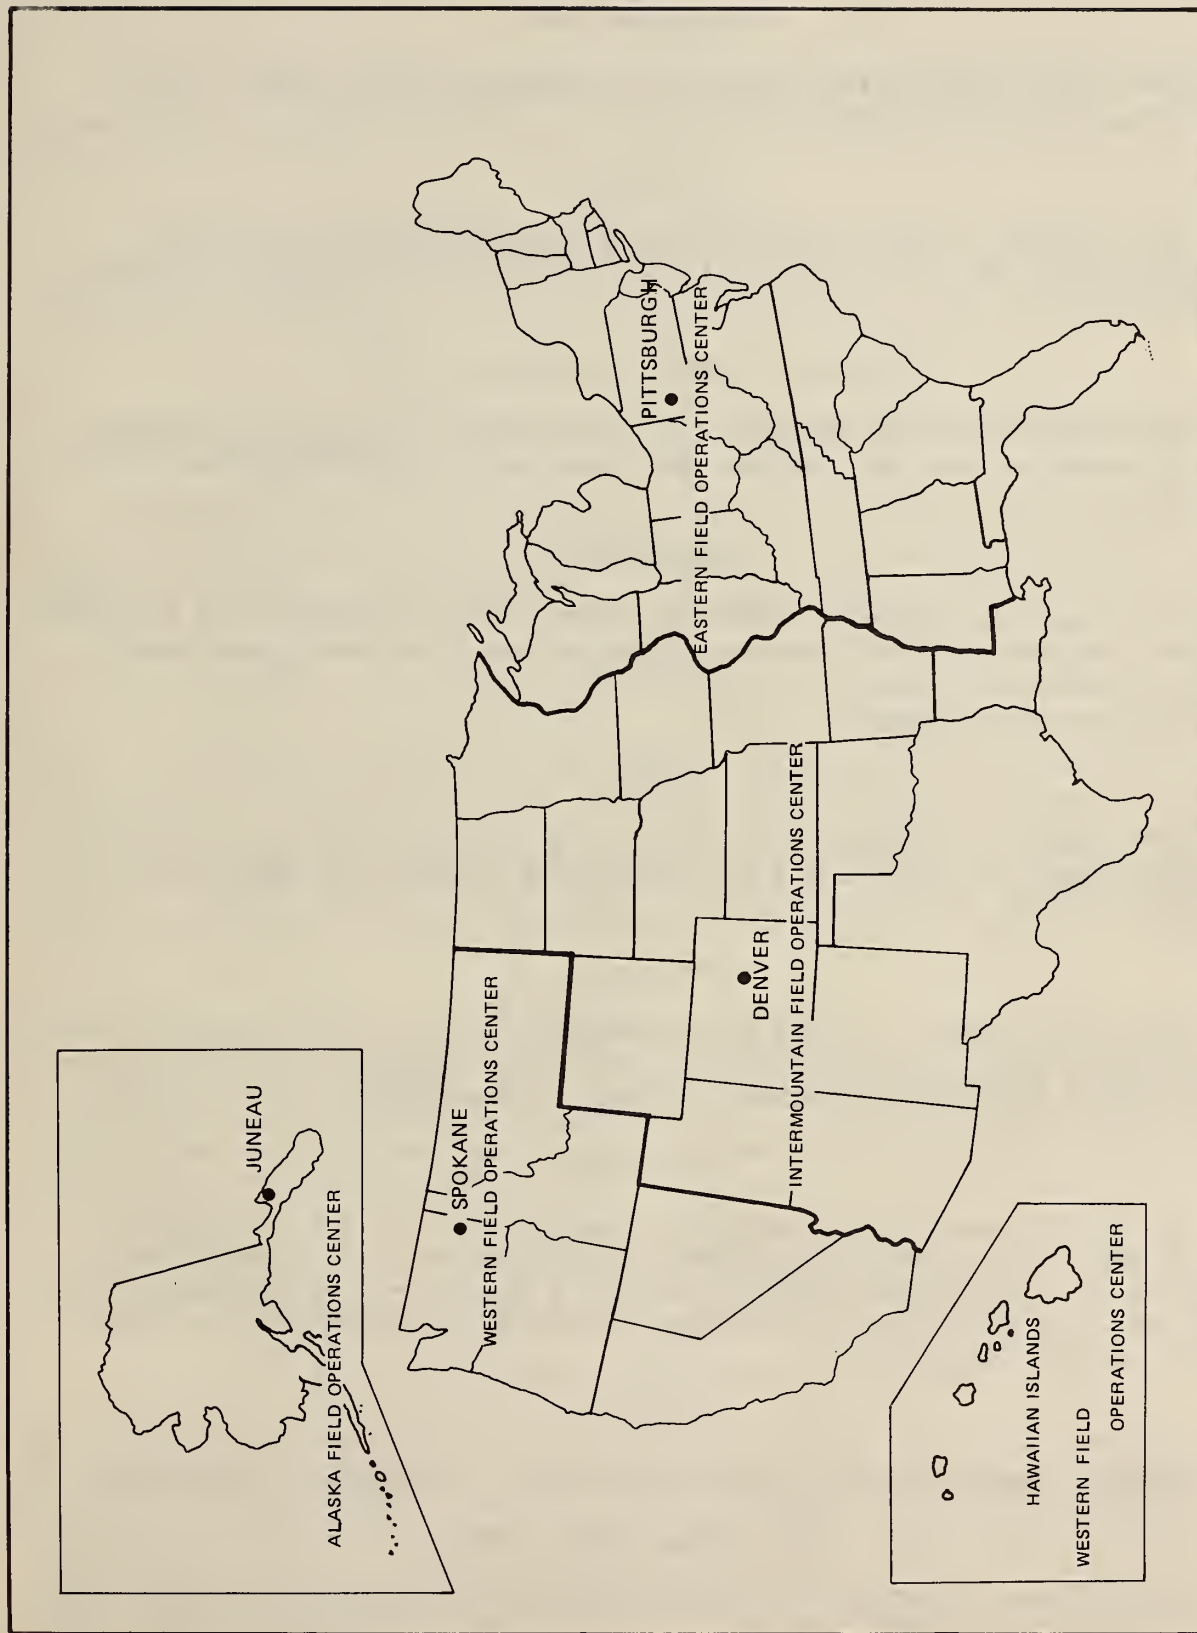 JUNEAU
ALASKA FIELD OPERATIONS CENTER
SPOKANE
WESTERN FIELD OPERATIONS CENTER
PITTSBURGH
EASTERN FIELD OPERATIONS CENTER
DENVER
INTERMOUNTAIN FIELD OPERATIONS CENTER
HAWAIIAN ISLANDS
WESTERN FIELD
OPERATIONS CENTER